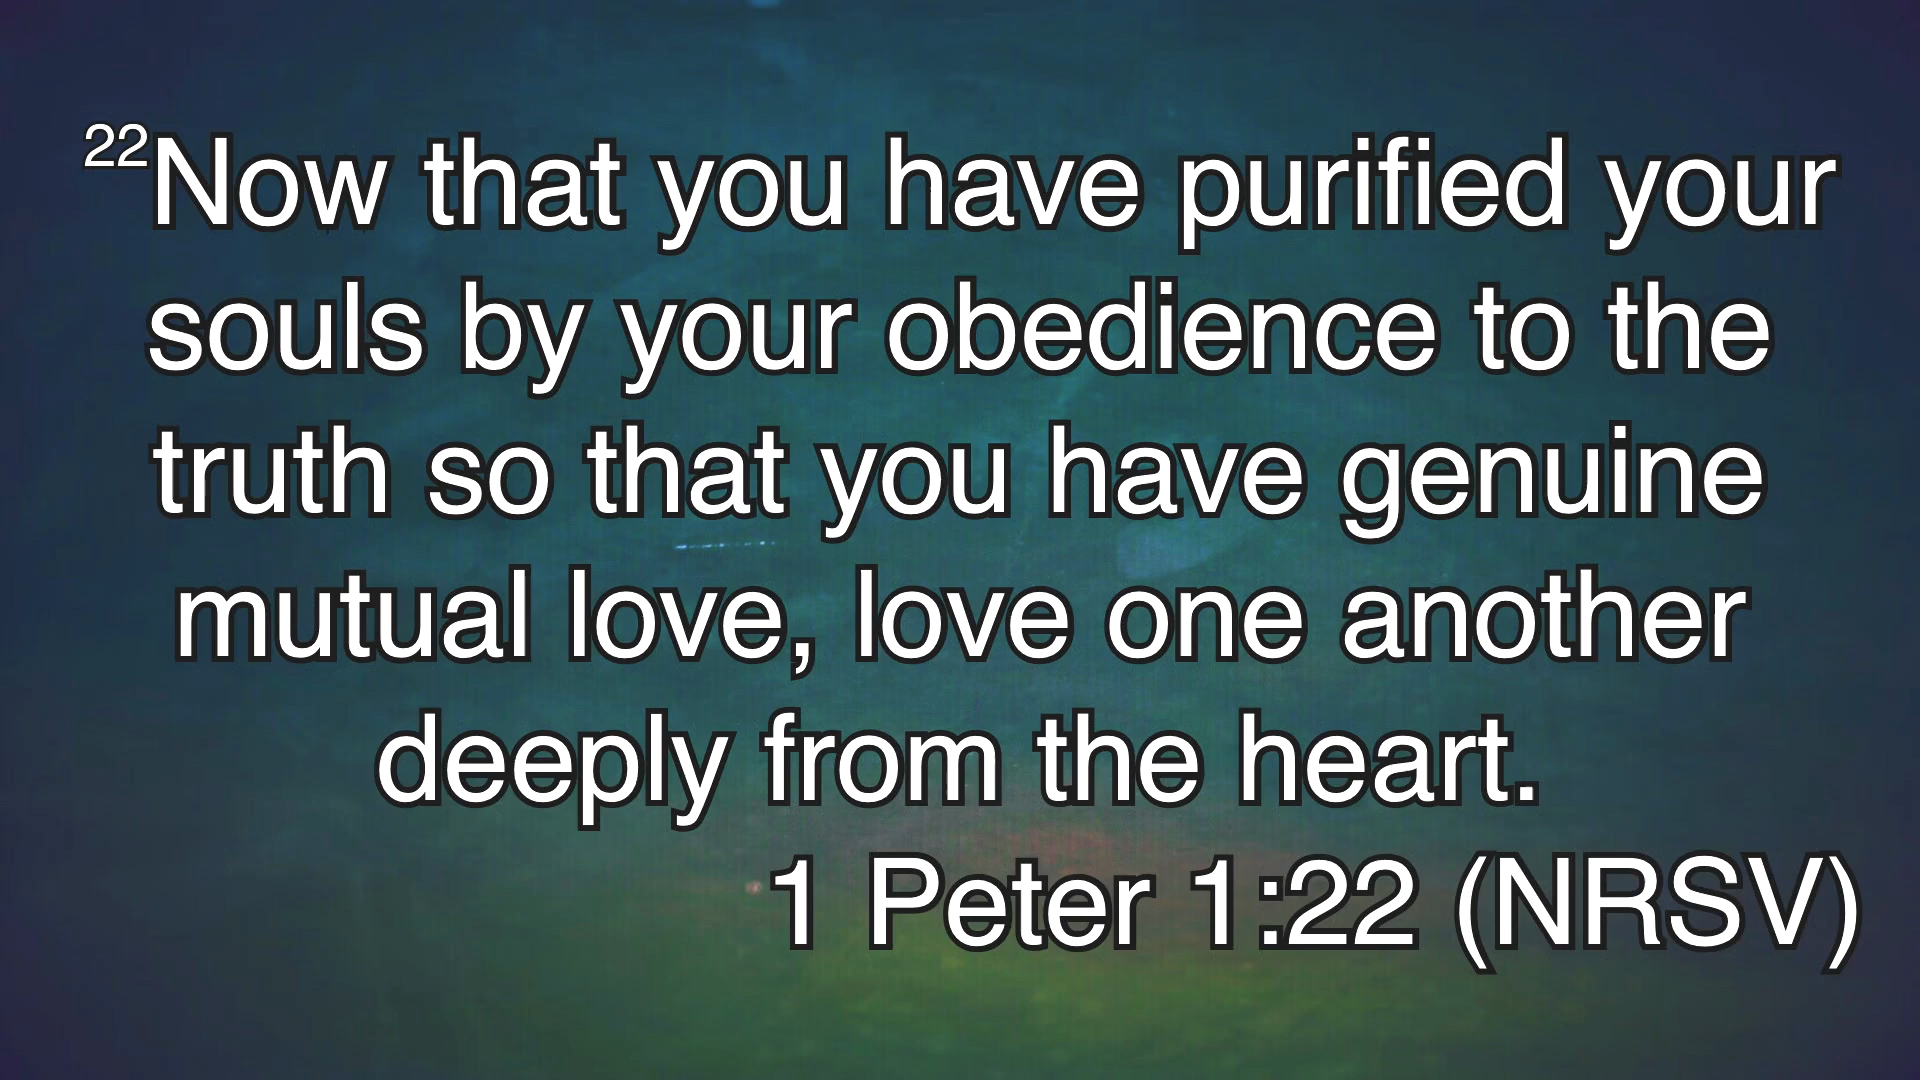 22Now that you have purified your
souls by your obedience to the
truth so that you have genuine
mutual love, love one another
deeply from the heart.
1 Peter 1:22 (NRSV)